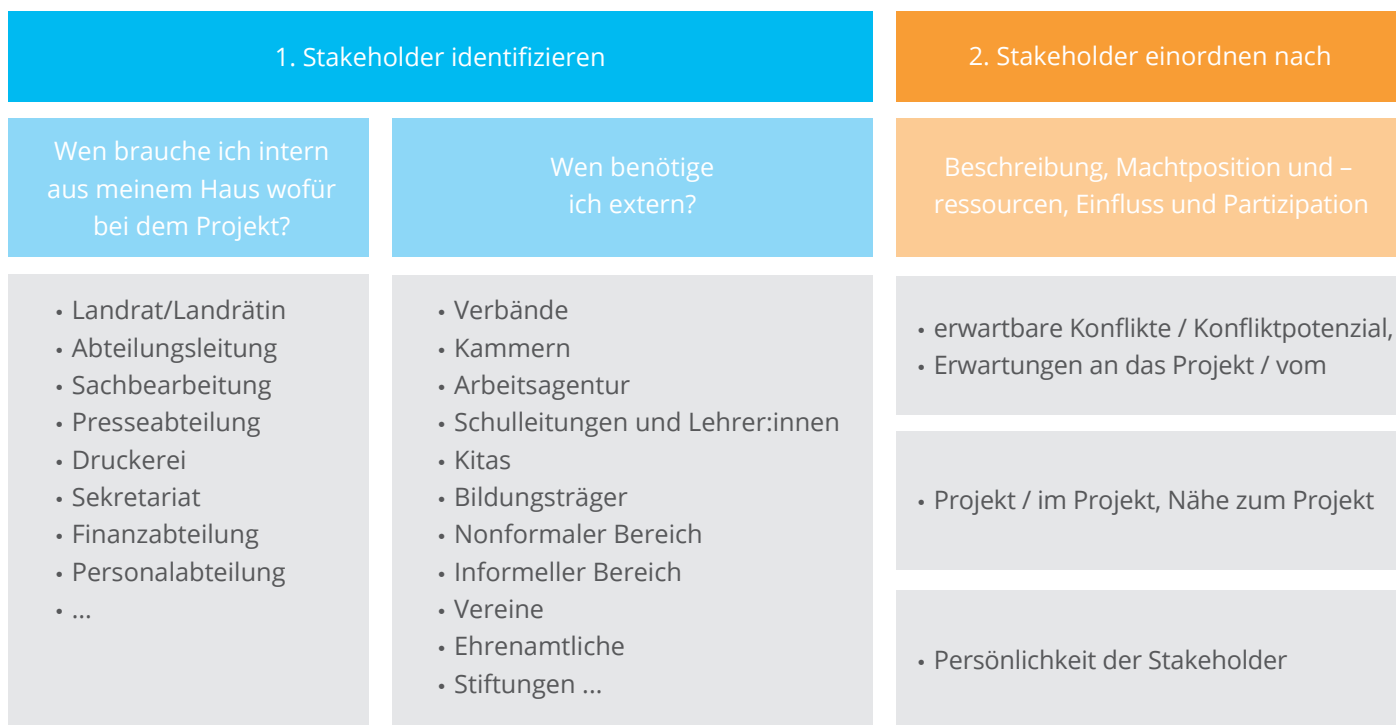 1. Stakeholder identifizieren
Wen brauche ich intern
aus meinem Haus wofür
bei dem Projekt?
• Landrat/Landrätin
• Abteilungsleitung
• Sachbearbeitung
• Presseabteilung
• Druckerei
• Sekretariat
• Finanzabteilung
• Personalabteilung
• ...
Wen benötige
ich extern?
• Verbände
• Kammern
• Arbeitsagentur
• Schulleitungen und Lehrer:innen
• Kitas
• Bildungsträger
• Nonformaler Bereich
• Informeller Bereich
• Vereine
• Ehrenamtliche
• Stiftungen ...
2. Stakeholder einordnen nach
Beschreibung, Machtposition und –
ressourcen, Einfluss und Partizipation
• erwartbare Konflikte / Konfliktpotenzial,
• Erwartungen an das Projekt / vom
• Projekt / im Projekt, Nähe zum Projekt
• Persönlichkeit der Stakeholder